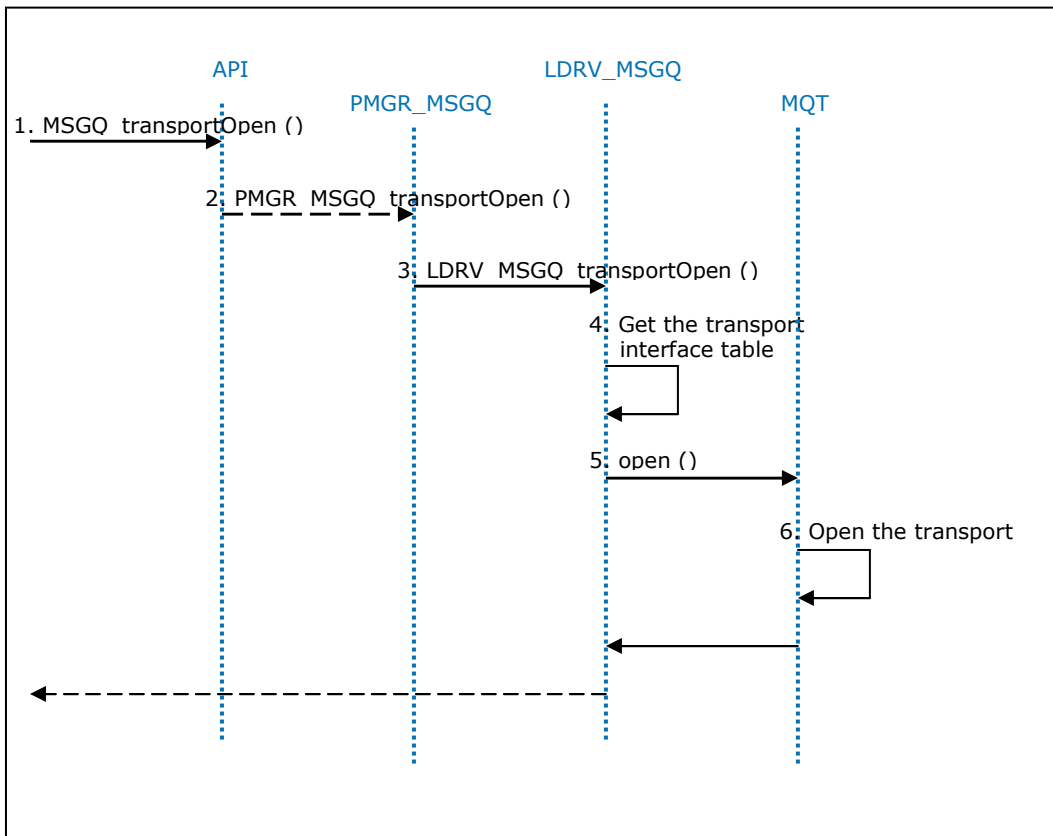 API
LDRV_MSGQ
PMGR_MSGQ
MQT
1. MSGQ_transportOpen ()
2. PMGR_MSGQ_transportOpen ()
3. LDRV_MSGQ_transportOpen ()
4. Get the transport
interface table
5. open ()
6. Open the transport